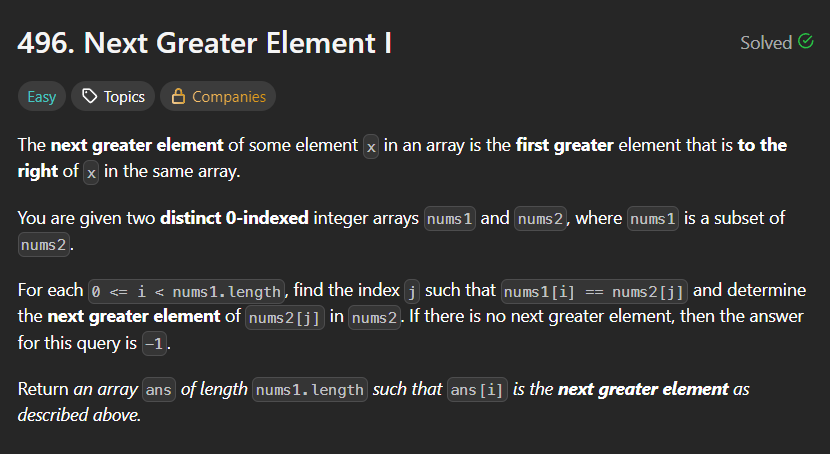 496. Next Greater Element I
Solved
Easy Topics Companies
The next greater element of some element x in an array is the first greater element that is to the
right of x in the same array.
You are given two distinct 0-indexed integer arrays nums1 and nums2, where nums1 is a subset of
nums2.
For each 0 <= i < nums1.length, find the index j such that nums1[i] == nums2[j] and determine
the next greater element of nums2[j] in nums2. If there is no next greater element, then the answer
for this query is -1.
Return an array ans of length nums1.length such that ans[i] is the next greater element as
described above.